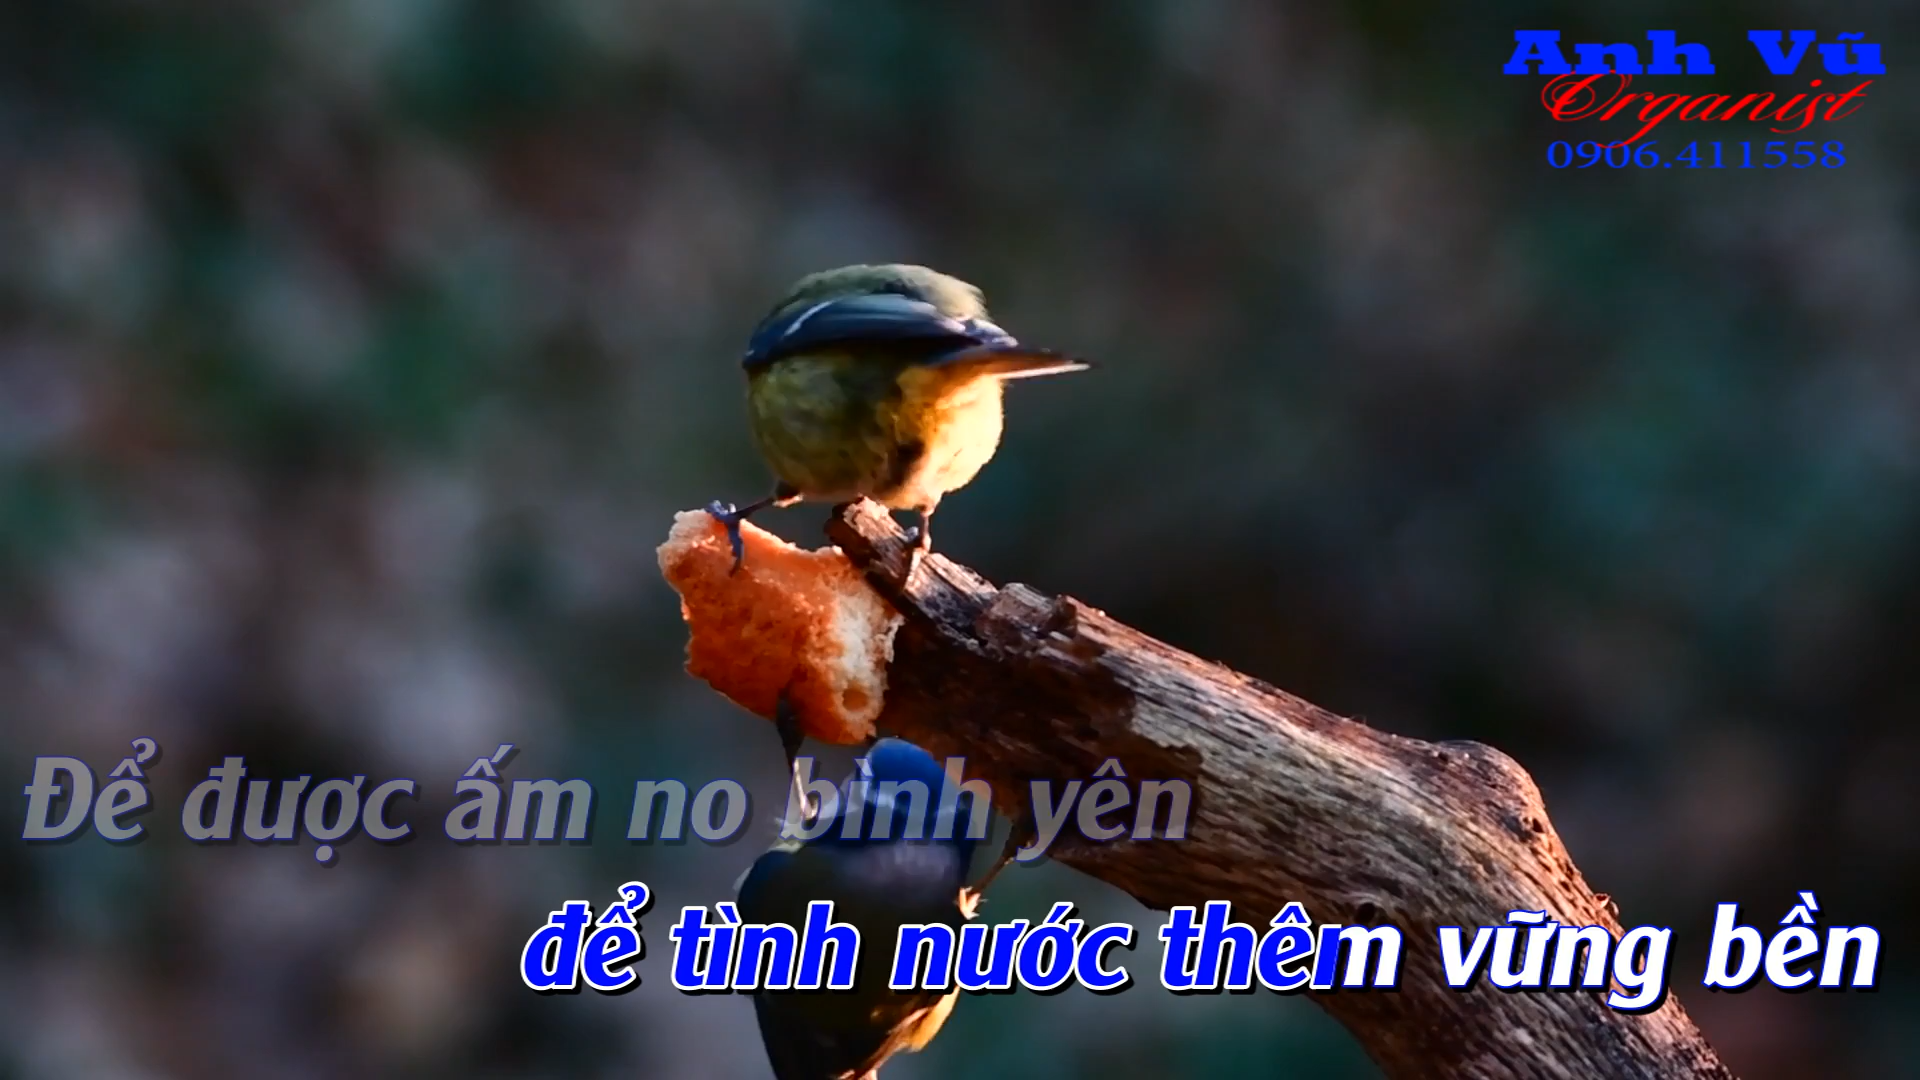 Anh Vũ
Organist
0906.411558
Để được ấm no bình yên
để tình nước thêm vững bền